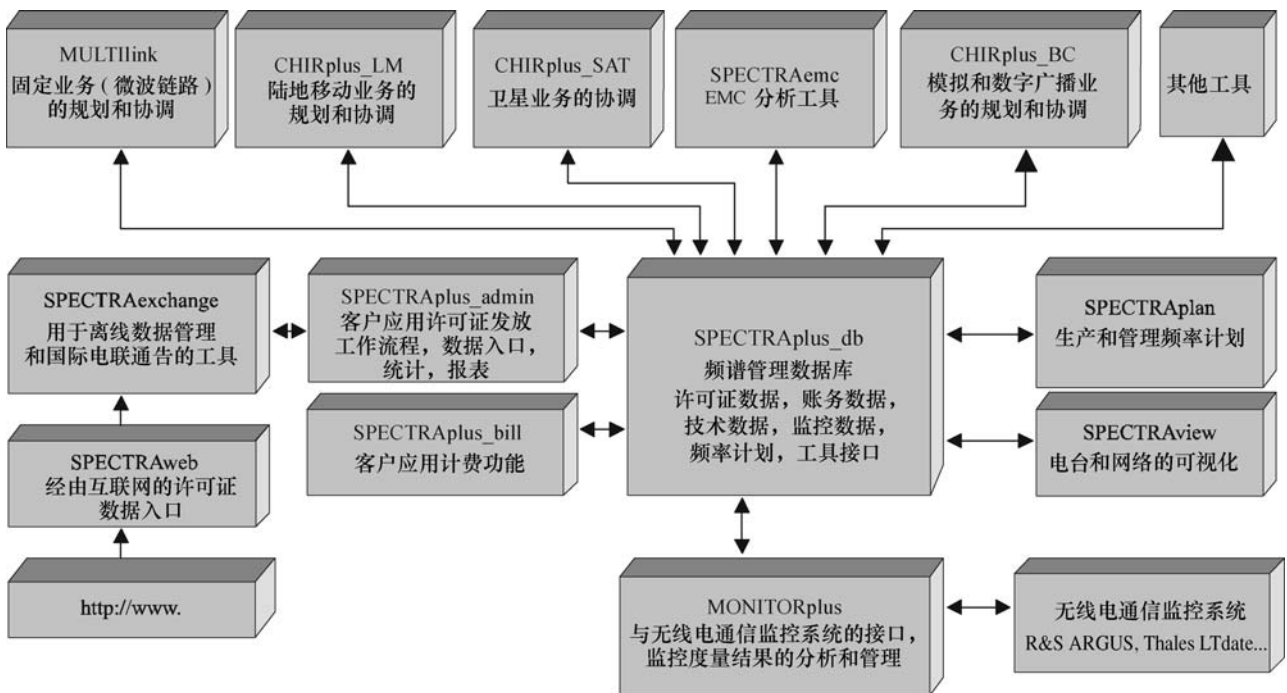 MULTIlink
固定业务（微波链路）
的规划和协调
CHIRplus_LM
陆地移动业务的
规划和协调
CHIRplus_SAT
卫星业务的协调
SPECTRAemc
EMC 分析工具
CHIRplus_BC
模拟和数字广播业
务的规划和协调
其他工具
SPECTRAexchange
用于离线数据管理
和国际电联通告的工具
SPECTRAplus_admin
客户应用许可证发放
工作流程，数据入口，
统计，报表
SPECTRAplus_db
频谱管理数据库
许可证数据，账务数据，
技术数据，监控数据，
频率计划，工具接口
SPECTRAplan
生产和管理频率计划
SPECTRAplus_bill
客户应用计费功能
SPECTRAview
电台和网络的可视化
SPECTRAweb
经由互联网的许可证
数据入口
http://www.
MONITORplus
与无线电通信监控系统的接口，
监控度量结果的分析和管理
无线电通信监控系统
R&S ARGUS, Thales LTdate...